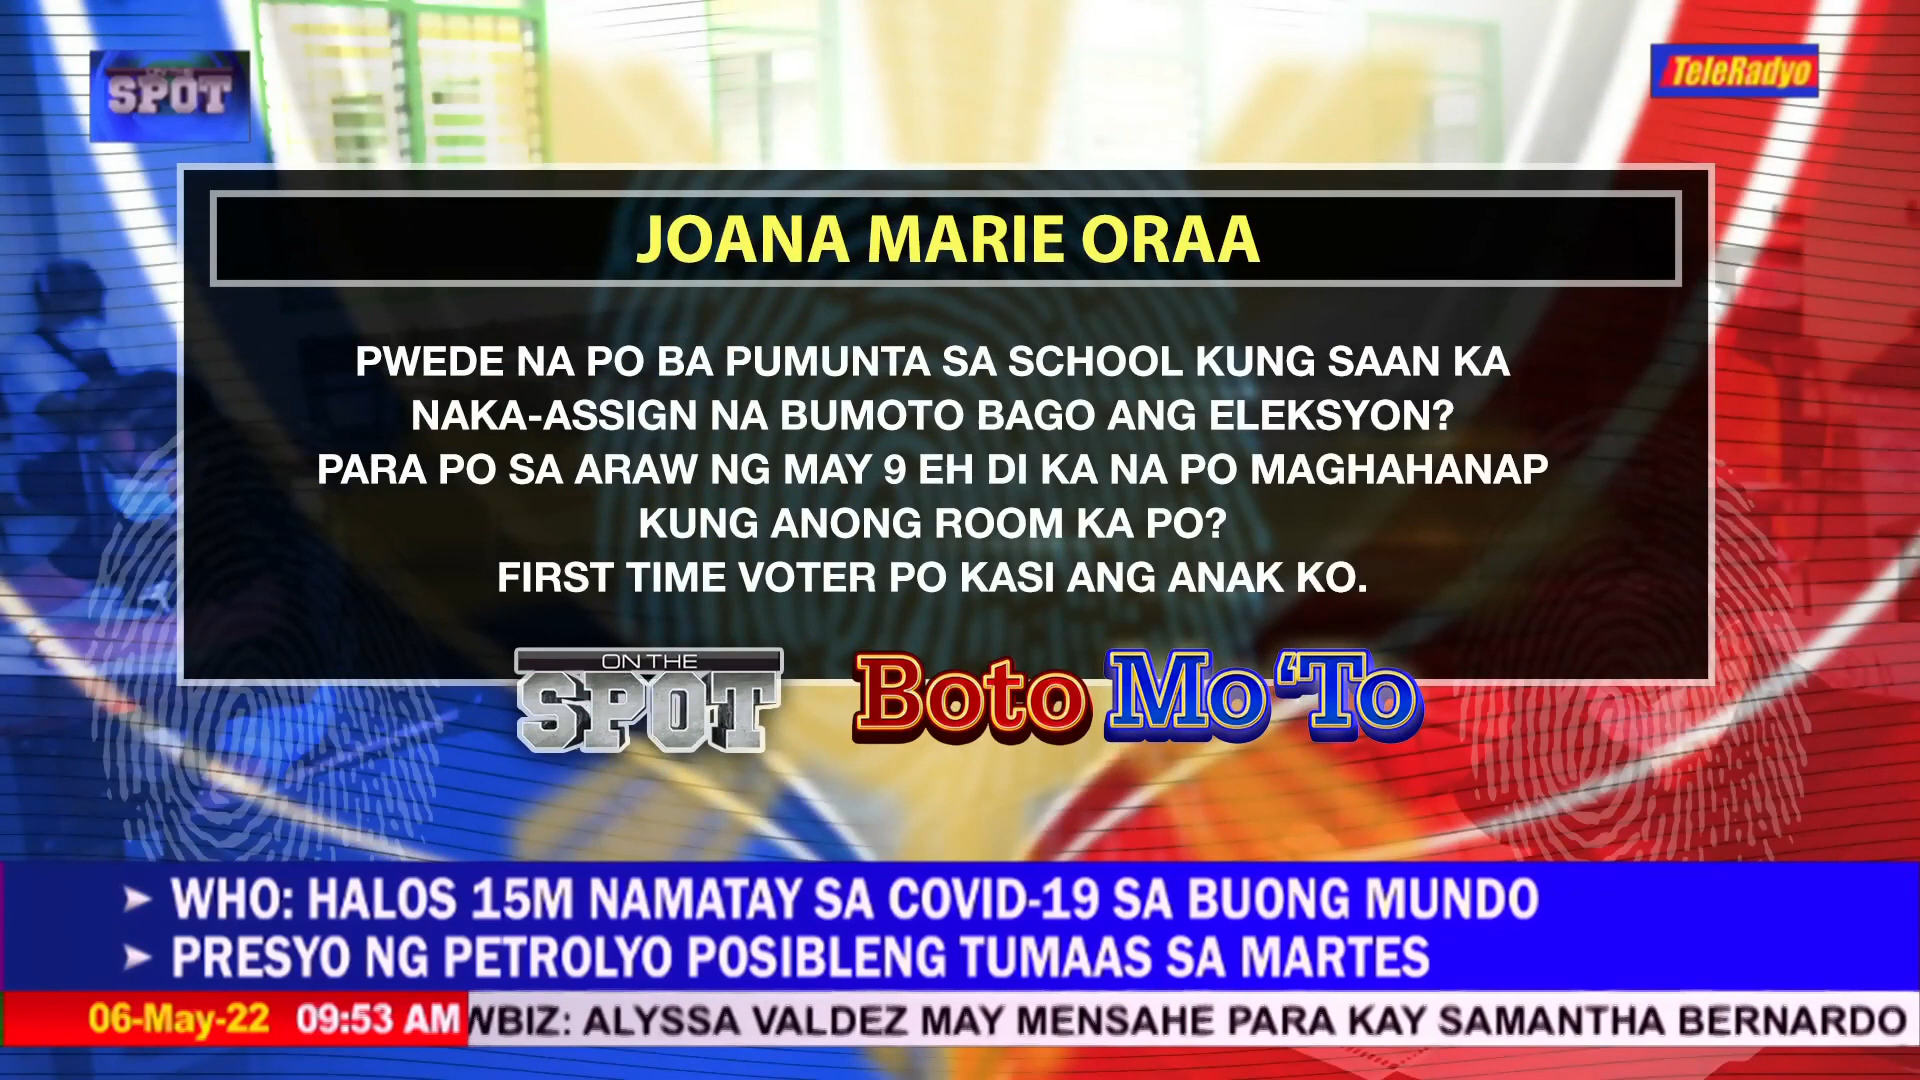 SPOT
TeleRadyo
JOANA MARIE ORAA
PWEDE NA PO BA PUMUNTA SA SCHOOL KUNG SAAN KA
NAKA-ASSIGN NA BUMOTO BAGO ANG ELEKSYON?
PARA PO SA ARAW NG MAY 9 EH DI KA NA PO MAGHAHANAP
KUNG ANONG ROOM KA PO?
FIRST TIME VOTER PO KASI ANG ANAK KO.
ON THE
SPOT
Boto Mo 'To
WHO: HALOS 15M NAMATAY SA COVID-19 SA BUONG MUNDO
PRESYO NG PETROLYO POSIBLENG TUMAAS SA MARTES
06-May-22 09:53 AM WBIZ: ALYSSA VALDEZ MAY MENSAHE PARA KAY SAMANTHA BERNARDO